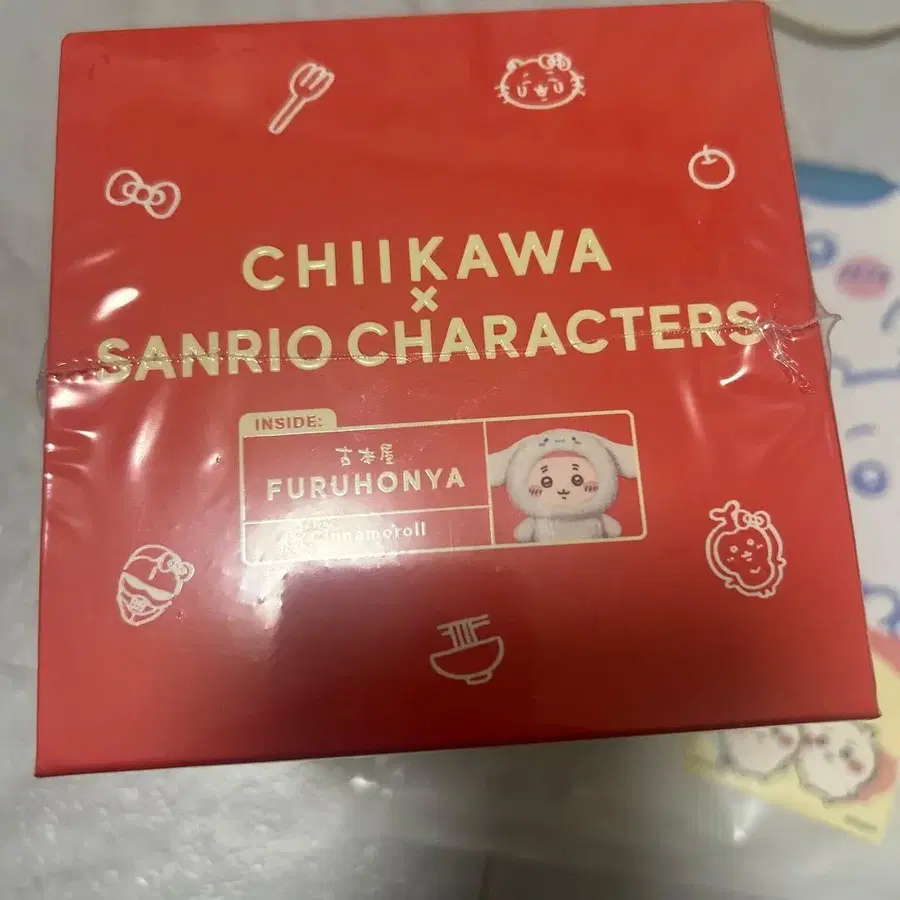 CHIIKAWA
×
SANRIO CHARACTERS
INSIDE:
古本屋
FURUHONYA
Cinnamoroll